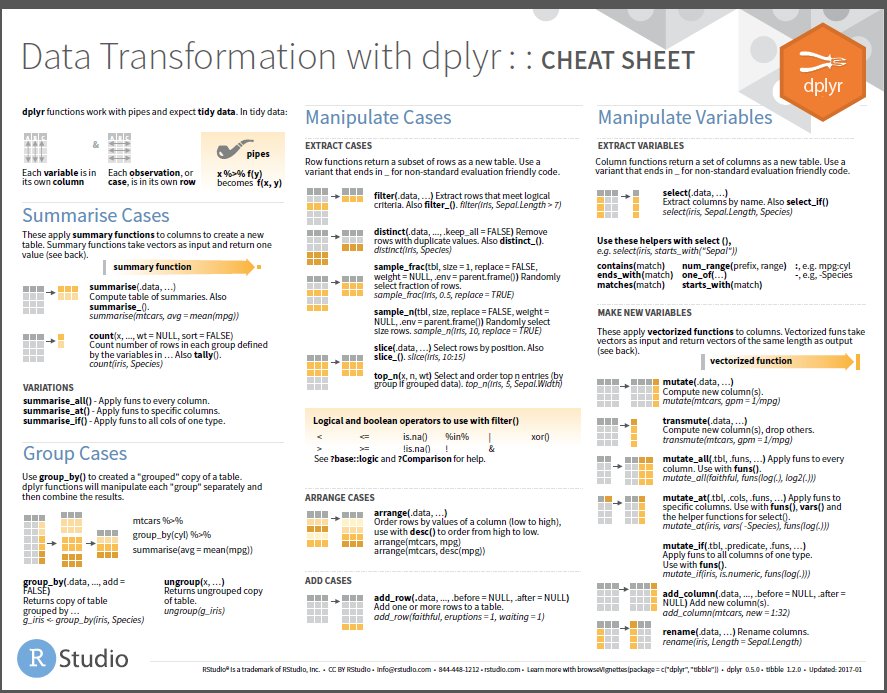 Data Transformation with dplyr : : CHEAT SHEET
dplyr
dplyr functions work with pipes and expect tidy data. In tidy data:
&
pipes
Each variable is in
its own column
Each observation, or
case, is in its own row
x %>% f(y)
becomes f(x, y)
Summarise Cases
These apply summary functions to columns to create a new
table. Summary functions take vectors as input and return one
value (see back).
summary function
summarise(.data, …)
Compute table of summaries. Also
summarise_().
summarise(mtcars, avg = mean(mpg))
count(x, ..., wt = NULL, sort = FALSE)
Count number of rows in each group defined
by the variables in … Also tally().
count(iris, Species)
VARIATIONS
summarise_all() - Apply funs to every column.
summarise_at() - Apply funs to specific columns.
summarise_if() - Apply funs to all cols of one type.
Group Cases
Use group_by() to created a "grouped" copy of a table.
dplyr functions will manipulate each "group" separately and
then combine the results.
mtcars %>%
group_by(cyl) %>%
summarise(avg = mean(mpg))
group_by(.data, ..., add =
FALSE)
Returns copy of table
grouped by …
g_iris <- group_by(iris, Species)
ungroup(x, …)
Returns ungrouped copy
of table.
ungroup(g_iris)
Manipulate Cases
EXTRACT CASES
Row functions return a subset of rows as a new table. Use a
variant that ends in _ for non-standard evaluation friendly code.
filter(.data, …) Extract rows that meet logical
criteria. Also filter_(). filter(iris, Sepal.Length > 7)
distinct(.data, ..., .keep_all = FALSE) Remove
rows with duplicate values. Also distinct_().
distinct(iris, Species)
sample_frac(tbl, size = 1, replace = FALSE,
weight = NULL, .env = parent.frame()) Randomly
select fraction of rows.
sample_frac(iris, 0.5, replace = TRUE)
sample_n(tbl, size, replace = FALSE, weight =
NULL, .env = parent.frame()) Randomly select
size rows. sample_n(iris, 10, replace = TRUE)
slice(.data, …) Select rows by position. Also
slice_(). slice(iris, 10:15)
top_n(x, n, wt) Select and order top n entries (by
group if grouped data). top_n(iris, 5, Sepal.Width)
Logical and boolean operators to use with filter()
< <= is.na() %in% | xor()
> >= !is.na() ! &
See ?base::logic and ?Comparison for help.
ARRANGE CASES
arrange(.data, …)
Order rows by values of a column (low to high),
use with desc() to order from high to low.
arrange(mtcars, mpg)
arrange(mtcars, desc(mpg))
ADD CASES
add_row(.data, ..., .before = NULL, .after = NULL)
Add one or more rows to a table.
add_row(faithful, eruptions = 1, waiting = 1)
Manipulate Variables
EXTRACT VARIABLES
Column functions return a set of columns as a new table. Use a
variant that ends in _ for non-standard evaluation friendly code.
select(.data, …)
Extract columns by name. Also select_if()
select(iris, Sepal.Length, Species)
Use these helpers with select (),
e.g. select(iris, starts_with("Sepal"))
contains(match) num_range(prefix, range) :, e.g. mpg:cyl
ends_with(match) one_of(…) -, e.g, -Species
matches(match) starts_with(match)
MAKE NEW VARIABLES
These apply vectorized functions to columns. Vectorized funs take
vectors as input and return vectors of the same length as output
(see back).
vectorized function
mutate(.data, …)
Compute new column(s).
mutate(mtcars, gpm = 1/mpg)
transmute(.data, …)
Compute new column(s), drop others.
transmute(mtcars, gpm = 1/mpg)
mutate_all(.tbl, .funs, …) Apply funs to every
column. Use with funs().
mutate_all(faithful, funs(log(.), log2(.)))
mutate_at(.tbl, .cols, .funs, …) Apply funs to
specific columns. Use with funs(), vars() and
the helper functions for select().
mutate_at(iris, vars( -Species), funs(log(.)))
mutate_if(.tbl, .predicate, .funs, …)
Apply funs to all columns of one type.
Use with funs().
mutate_if(iris, is.numeric, funs(log(.)))
add_column(.data, ..., .before = NULL, .after =
NULL) Add new column(s).
add_column(mtcars, new = 1:32)
rename(.data, …) Rename columns.
rename(iris, Length = Sepal.Length)
R Studio
RStudio® is a trademark of RStudio, Inc. • CC BY RStudio • info@rstudio.com • 844-448-1212 • rstudio.com • Learn more with browseVignettes(package = c("dplyr", "tibble")) • dplyr 0.5.0 • tibble 1.2.0 • Updated: 2017-01